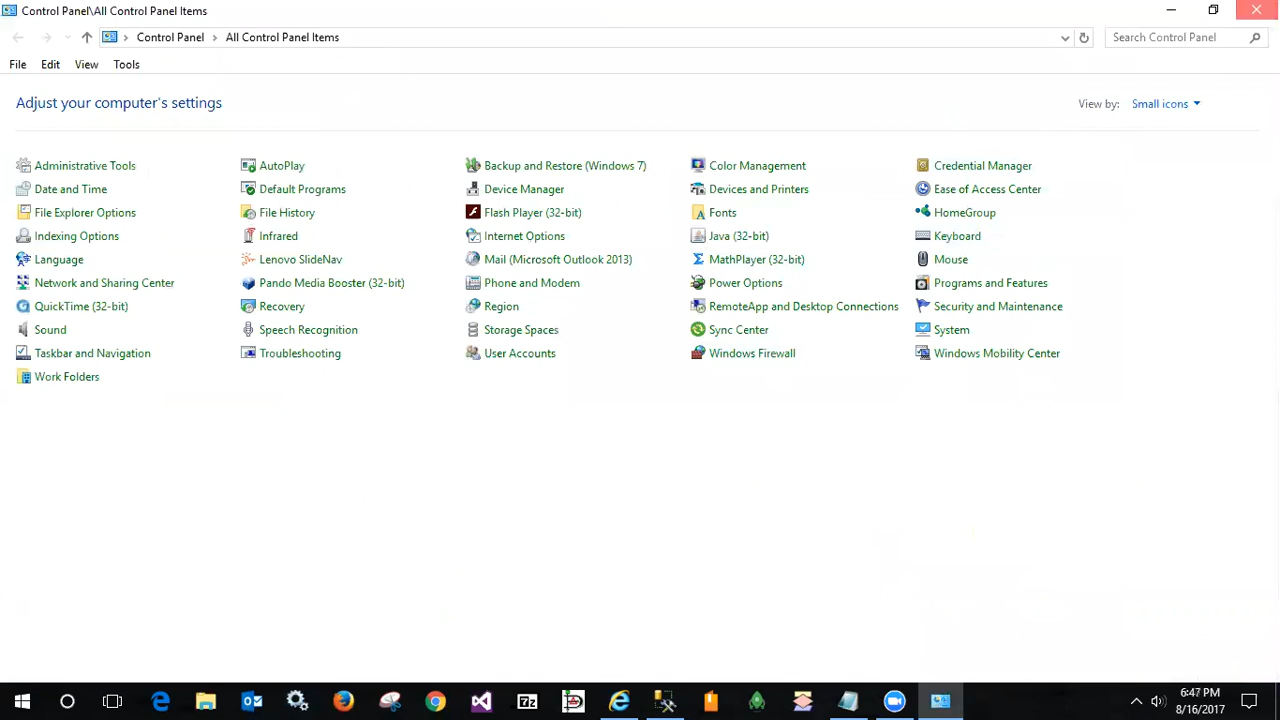 Control Panel\All Control Panel Items
Control Panel > All Control Panel Items
Search Control Panel
File Edit View Tools
Adjust your computer's settings
View by: Small icons
Administrative Tools
AutoPlay
Backup and Restore (Windows 7)
Color Management
Credential Manager
Date and Time
Default Programs
Device Manager
Devices and Printers
Ease of Access Center
File Explorer Options
File History
Flash Player (32-bit)
Fonts
HomeGroup
Indexing Options
Infrared
Internet Options
Java (32-bit)
Keyboard
Language
Lenovo SlideNav
Mail (Microsoft Outlook 2013)
MathPlayer (32-bit)
Mouse
Network and Sharing Center
Pando Media Booster (32-bit)
Phone and Modem
Power Options
Programs and Features
QuickTime (32-bit)
Recovery
Region
RemoteApp and Desktop Connections
Security and Maintenance
Sound
Speech Recognition
Storage Spaces
Sync Center
System
Taskbar and Navigation
Troubleshooting
User Accounts
Windows Firewall
Windows Mobility Center
Work Folders
7z
6:47 PM
8/16/2017